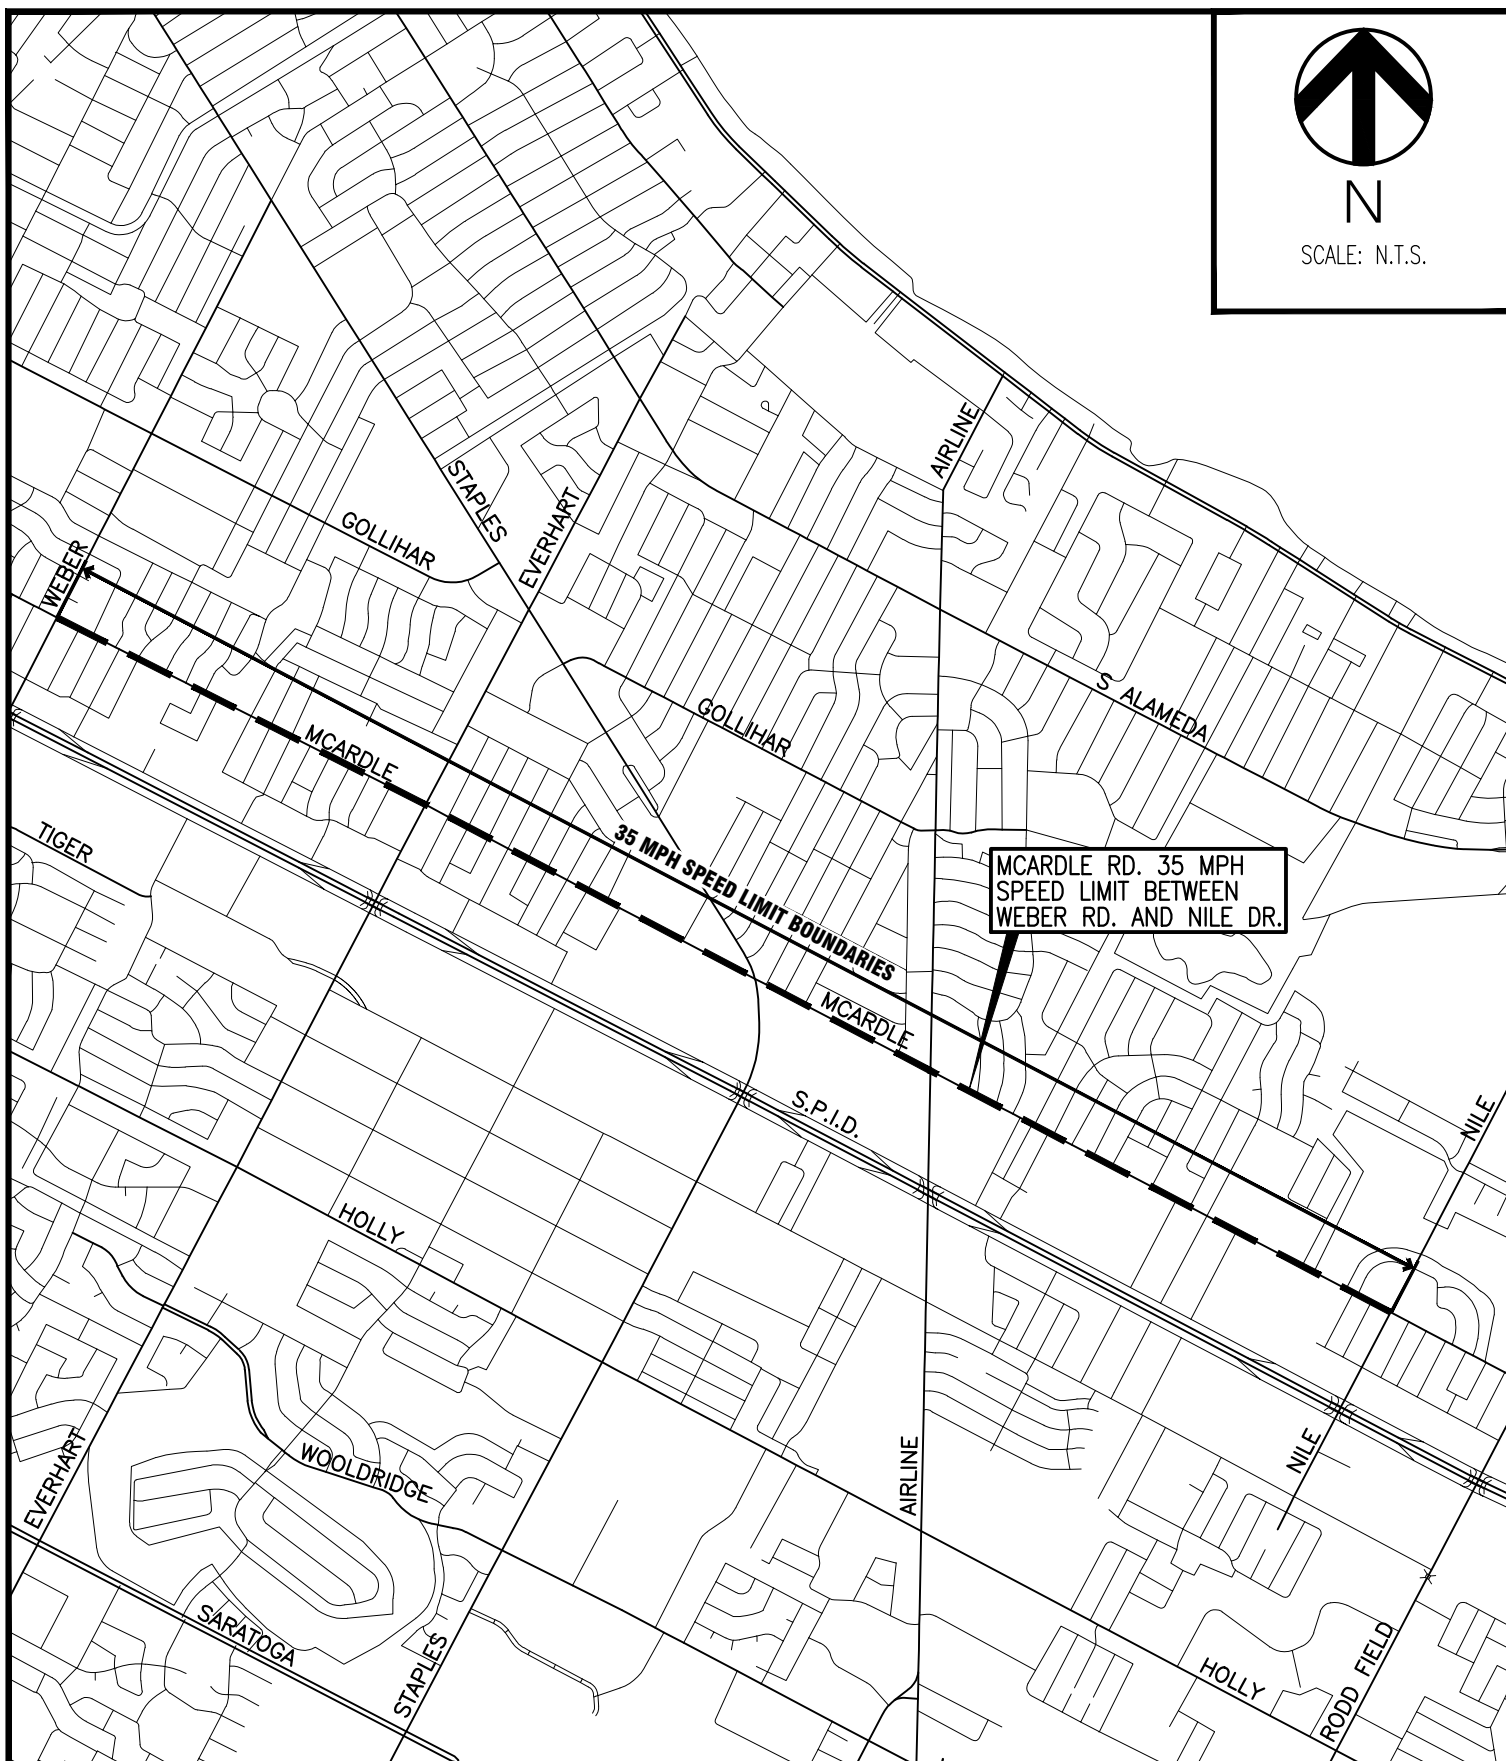 N
SCALE: N.T.S.
AIRLINE
STAPLES
EVERHART
GOLLIHAR
WEBER
S ALAMEDA
GOLLIHAR
MCARDLE
TIGER
35 MPH SPEED LIMIT BOUNDARIES
MCARDLE RD. 35 MPH
SPEED LIMIT BETWEEN
WEBER RD. AND NILE DR.
MCARDLE
S.P.I.D.
NILE
HOLLY
NILE
AIRLINE
EVERHART
WOOLDRIDGE
SARATOGA
STAPLES
HOLLY
RODD FIELD